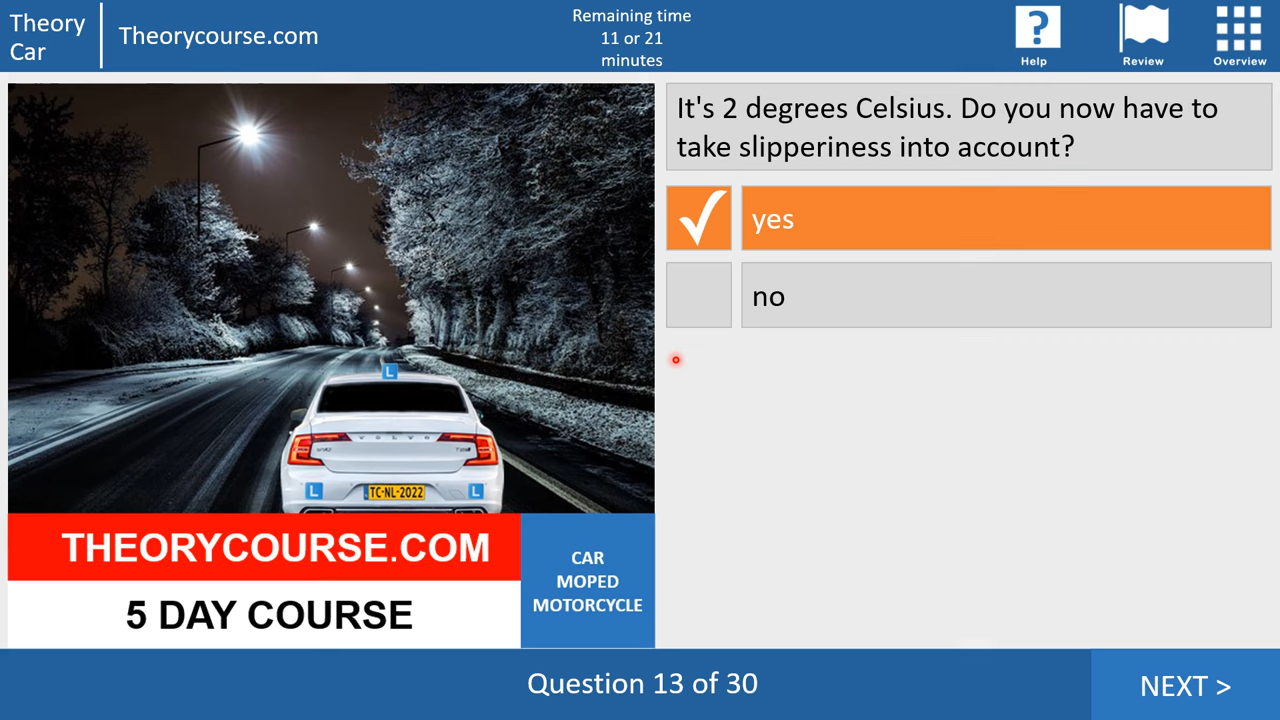 Theory
Car
Theorycourse.com
Remaining time
11 or 21
minutes
?
Help
Review
Overview
It's 2 degrees Celsius. Do you now have to
take slipperiness into account?
yes
no
L
VOLVO
L
TC-NL-2022
L
THEORYCOURSE.COM
5 DAY COURSE
CAR
MOPED
MOTORCYCLE
Question 13 of 30
NEXT >